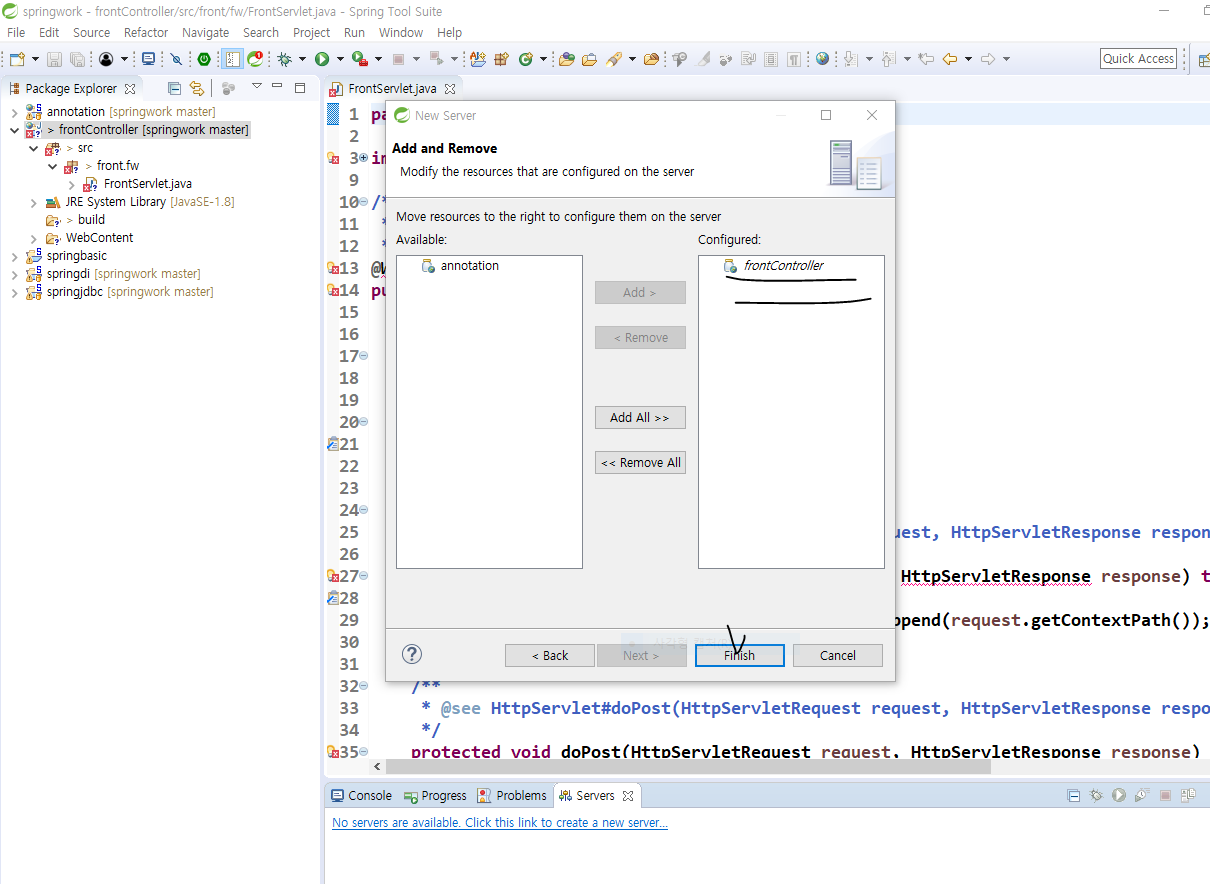 springwork - frontController/src/front/fw/FrontServlet.java - Spring Tool Suite
File Edit Source Refactor Navigate Search Project Run Window Help
Quick Access
Package Explorer
annotation [springwork master]
> frontController [springwork master]
> src
> front.fw
FrontServlet.java
JRE System Library [JavaSE-1.8]
> build
WebContent
springbasic
springdi [springwork master]
springjdbc [springwork master]
FrontServlet.java
1 pa
2
3 im
9
10 /*
11 *
12 *
13 @W
14 pu
15
16
17
18
19
20
21
22
23
24
25 uest, HttpServletResponse respon
26
27 HttpServletResponse response) t
28
29 ppend(request.getContextPath());
30
31
32 /**
33 * @see HttpServlet#doPost(HttpServletRequest request, HttpServletResponse respo
34 */
35 protected void doPost(HttpServletRequest request, HttpServletResponse response)
New Server
Add and Remove
Modify the resources that are configured on the server
Move resources to the right to configure them on the server
Available:
Configured:
annotation
frontController
Add >
< Remove
Add All >>
<< Remove All
< Back
Next >
Finish
Cancel
Console Progress Problems Servers
No servers are available. Click this link to create a new server...